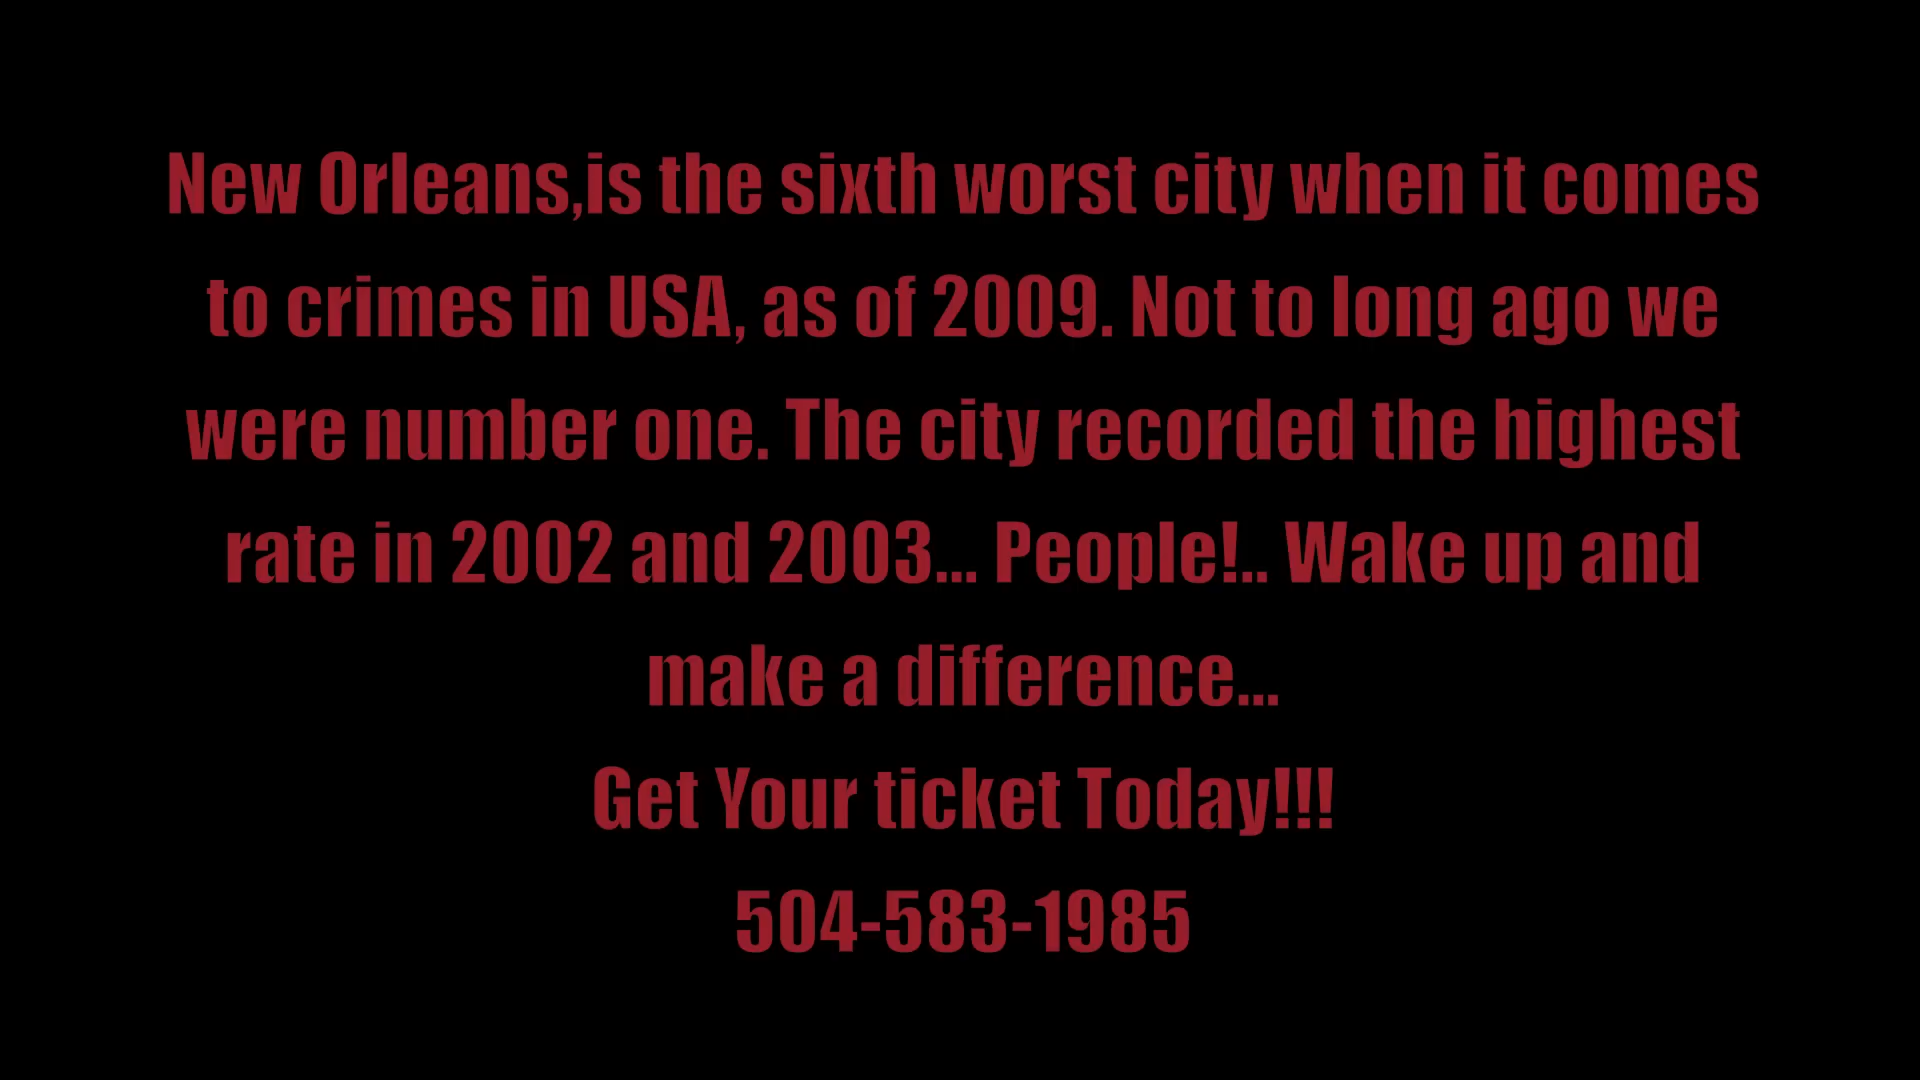 New Orleans,is the sixth worst city when it comes
to crimes in USA, as of 2009. Not to long ago we
were number one. The city recorded the highest
rate in 2002 and 2003... People!.. Wake up and
make a difference...
Get Your ticket Today!!!
504-583-1985